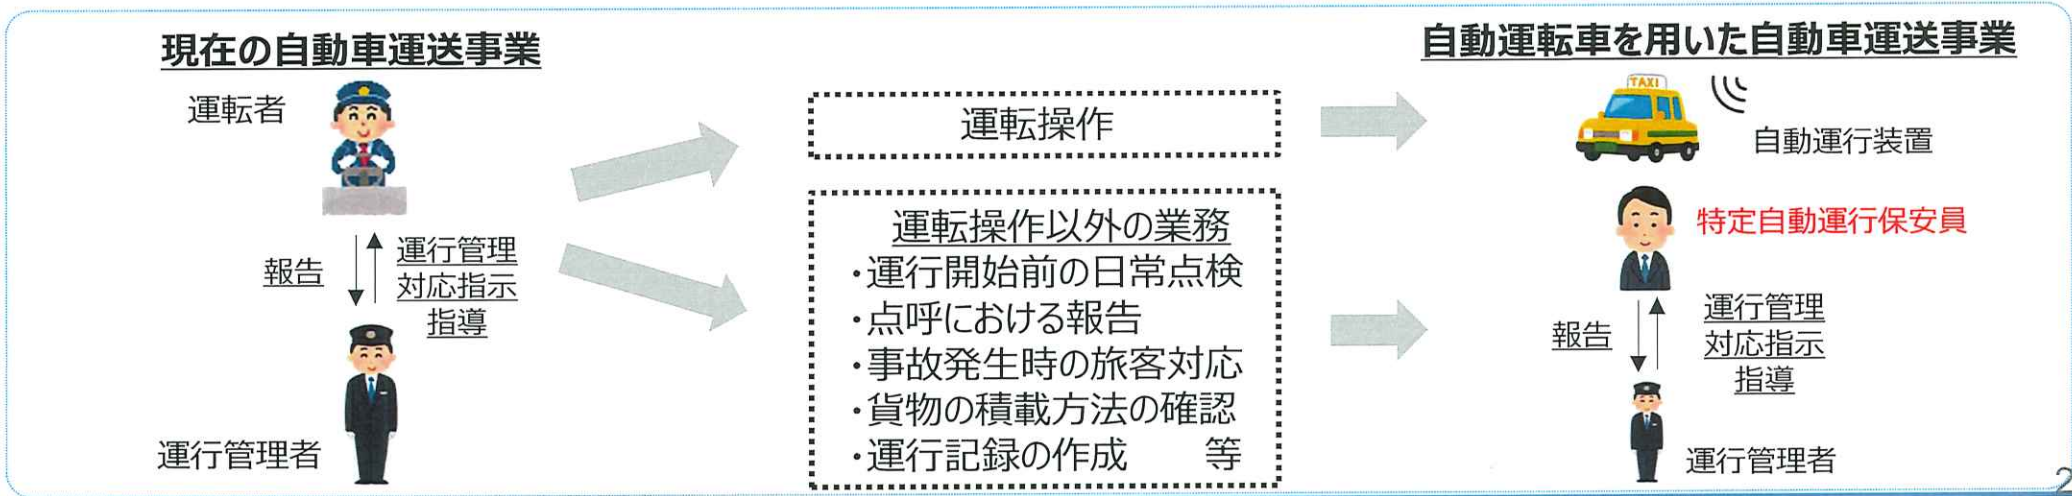 現在の自動車運送事業
運転者
報告
運行管理
対応指示
指導
運行管理者
運転操作
運転操作以外の業務
・運行開始前の日常点検
・点呼における報告
・事故発生時の旅客対応
・貨物の積載方法の確認
・運行記録の作成　　等
自動運転車を用いた自動車運送事業
TAXI
自動運行装置
特定自動運行保安員
報告
運行管理
対応指示
指導
運行管理者
2